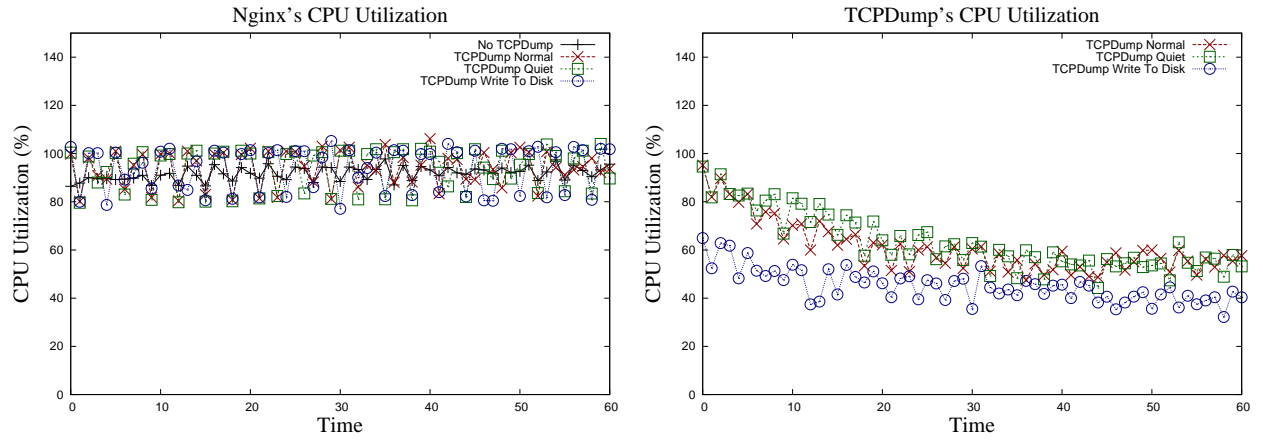 Nginx's CPU Utilization
CPU Utilization (%)
140
120
100
80
60
40
20
0
No TCPDump
TCPDump Normal
TCPDump Quiet
TCPDump Write To Disk
0 10 20 30 40 50 60
Time
TCPDump's CPU Utilization
CPU Utilization (%)
140
120
100
80
60
40
20
0
TCPDump Normal
TCPDump Quiet
TCPDump Write To Disk
0 10 20 30 40 50 60
Time